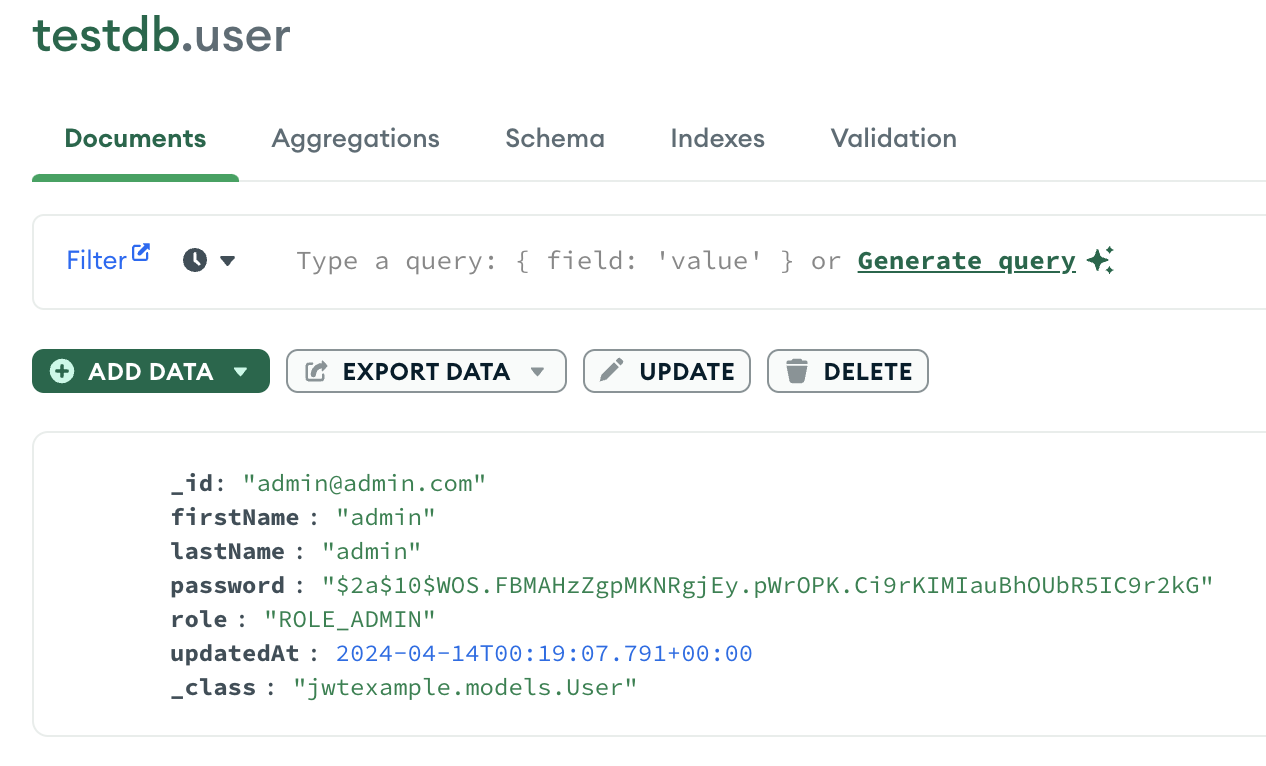 testdb.user
Documents Aggregations Schema Indexes Validation
Filter Type a query: { field: 'value' } or Generate query
ADD DATA EXPORT DATA UPDATE DELETE
_id: "admin@admin.com"
firstName : "admin"
lastName : "admin"
password : "$2a$10$WOS.FBMAHzZgpMKNRgjEy.pWrOPK.Ci9rKIMIauBhOUbR5IC9r2kG"
role : "ROLE_ADMIN"
updatedAt : 2024-04-14T00:19:07.791+00:00
_class : "jwtexample.models.User"